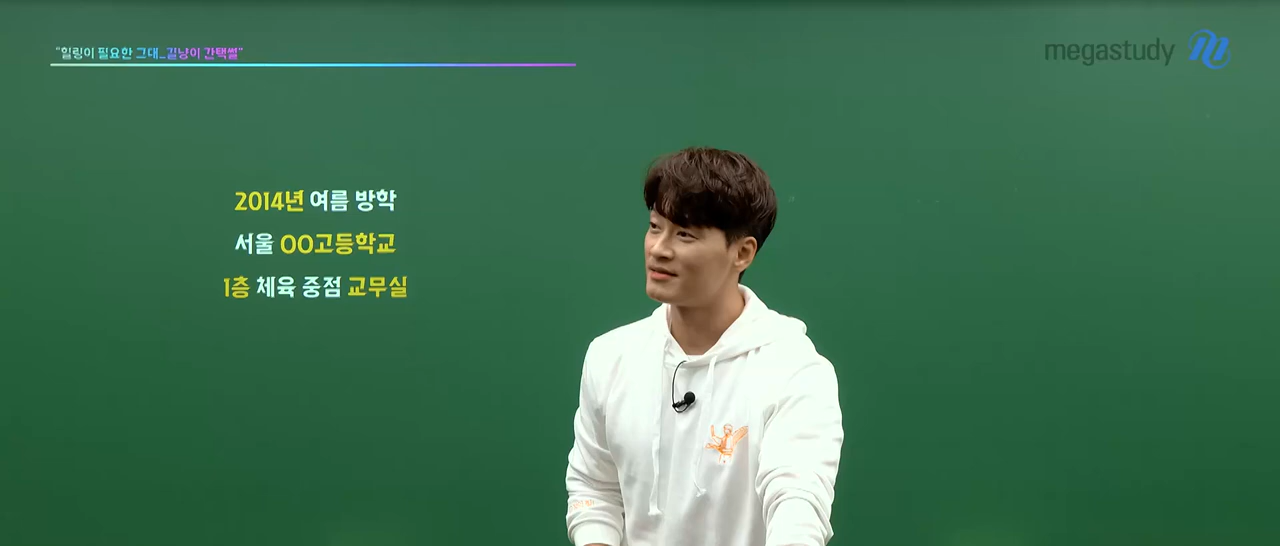 "힐링이 필요한 그대_길냥이 간택썰"
megastudy
2014년 여름 방학
서울 OO고등학교
1층 체육 중점 교무실